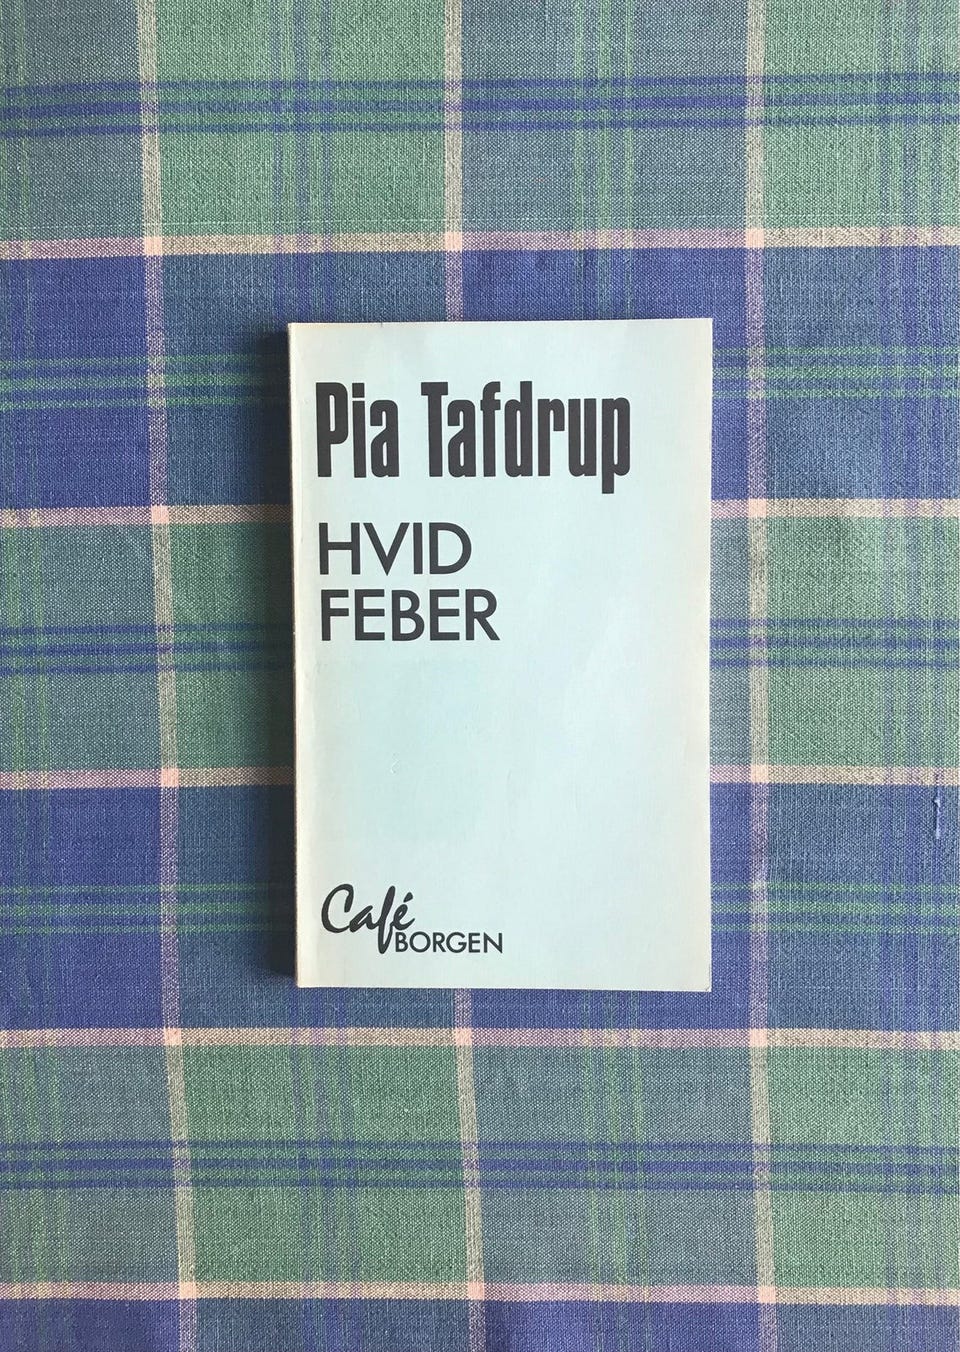 Pia Tafdrup
HVID
FEBER
Café
BORGEN